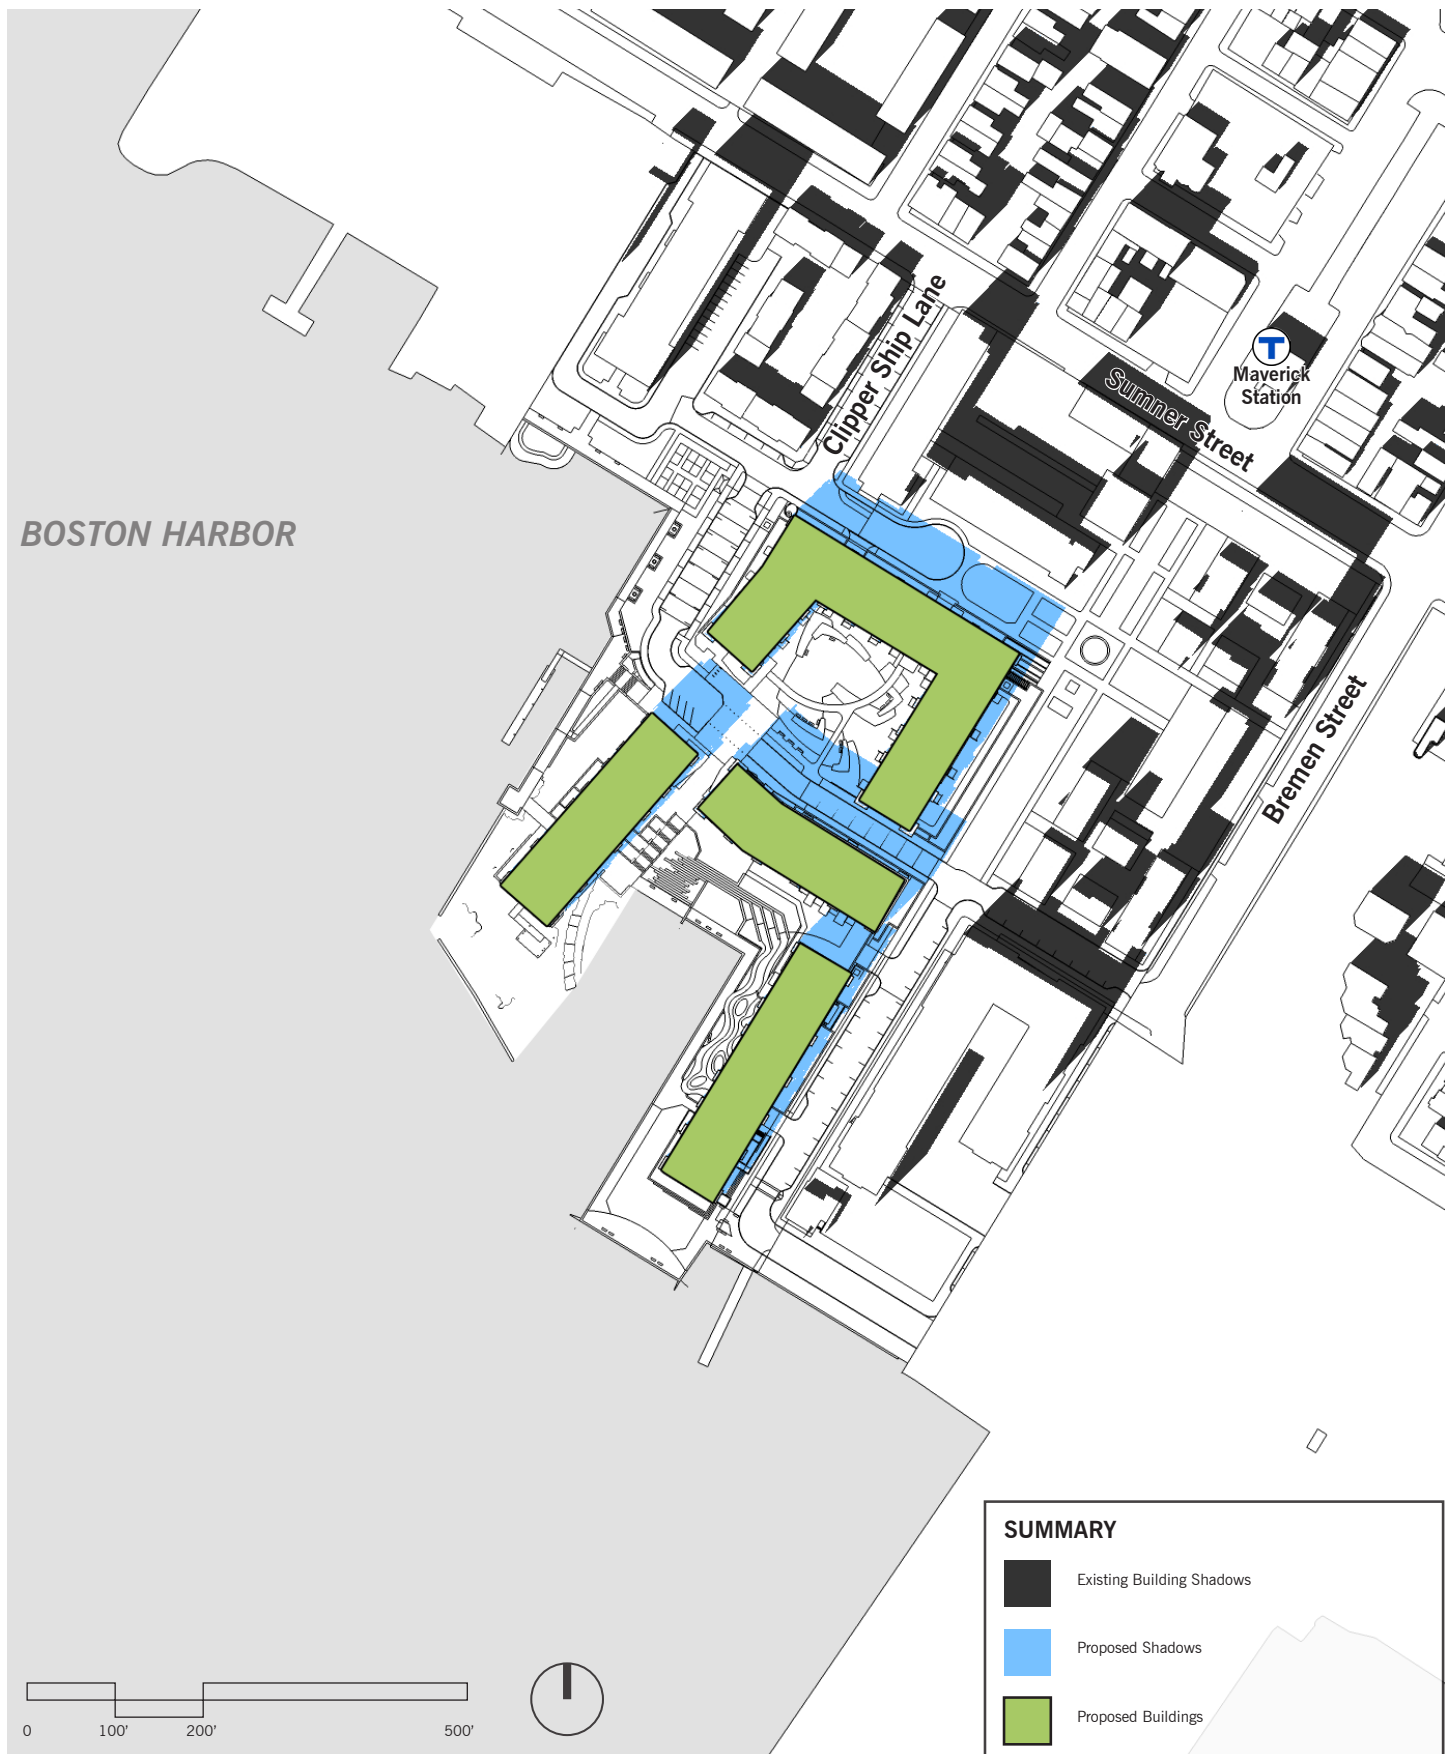 Clipper Ship Lane
T
Maverick
Station
Sumner Street
BOSTON HARBOR
Bremen Street
SUMMARY
Existing Building Shadows
Proposed Shadows
Proposed Buildings
0 100' 200' 500'